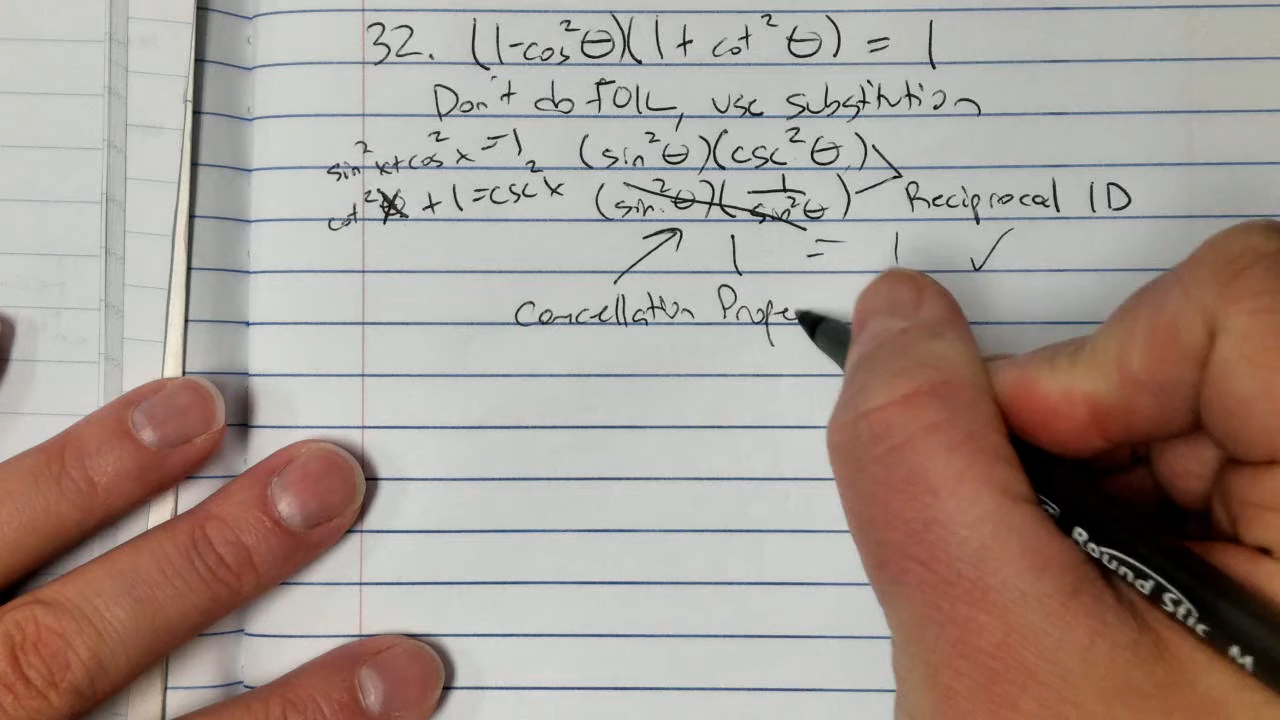 32. (1-cos²θ)(1+cot²θ) = 1
Don't do FOIL, use substitution
sin²x+cos²x=1 (sin²θ)(csc²θ)
cot²x+1=csc²x (sin²θ)(1/sin²θ) Reciprocal ID
1 = 1 ✓
Cancellation Prope
Round Stic M